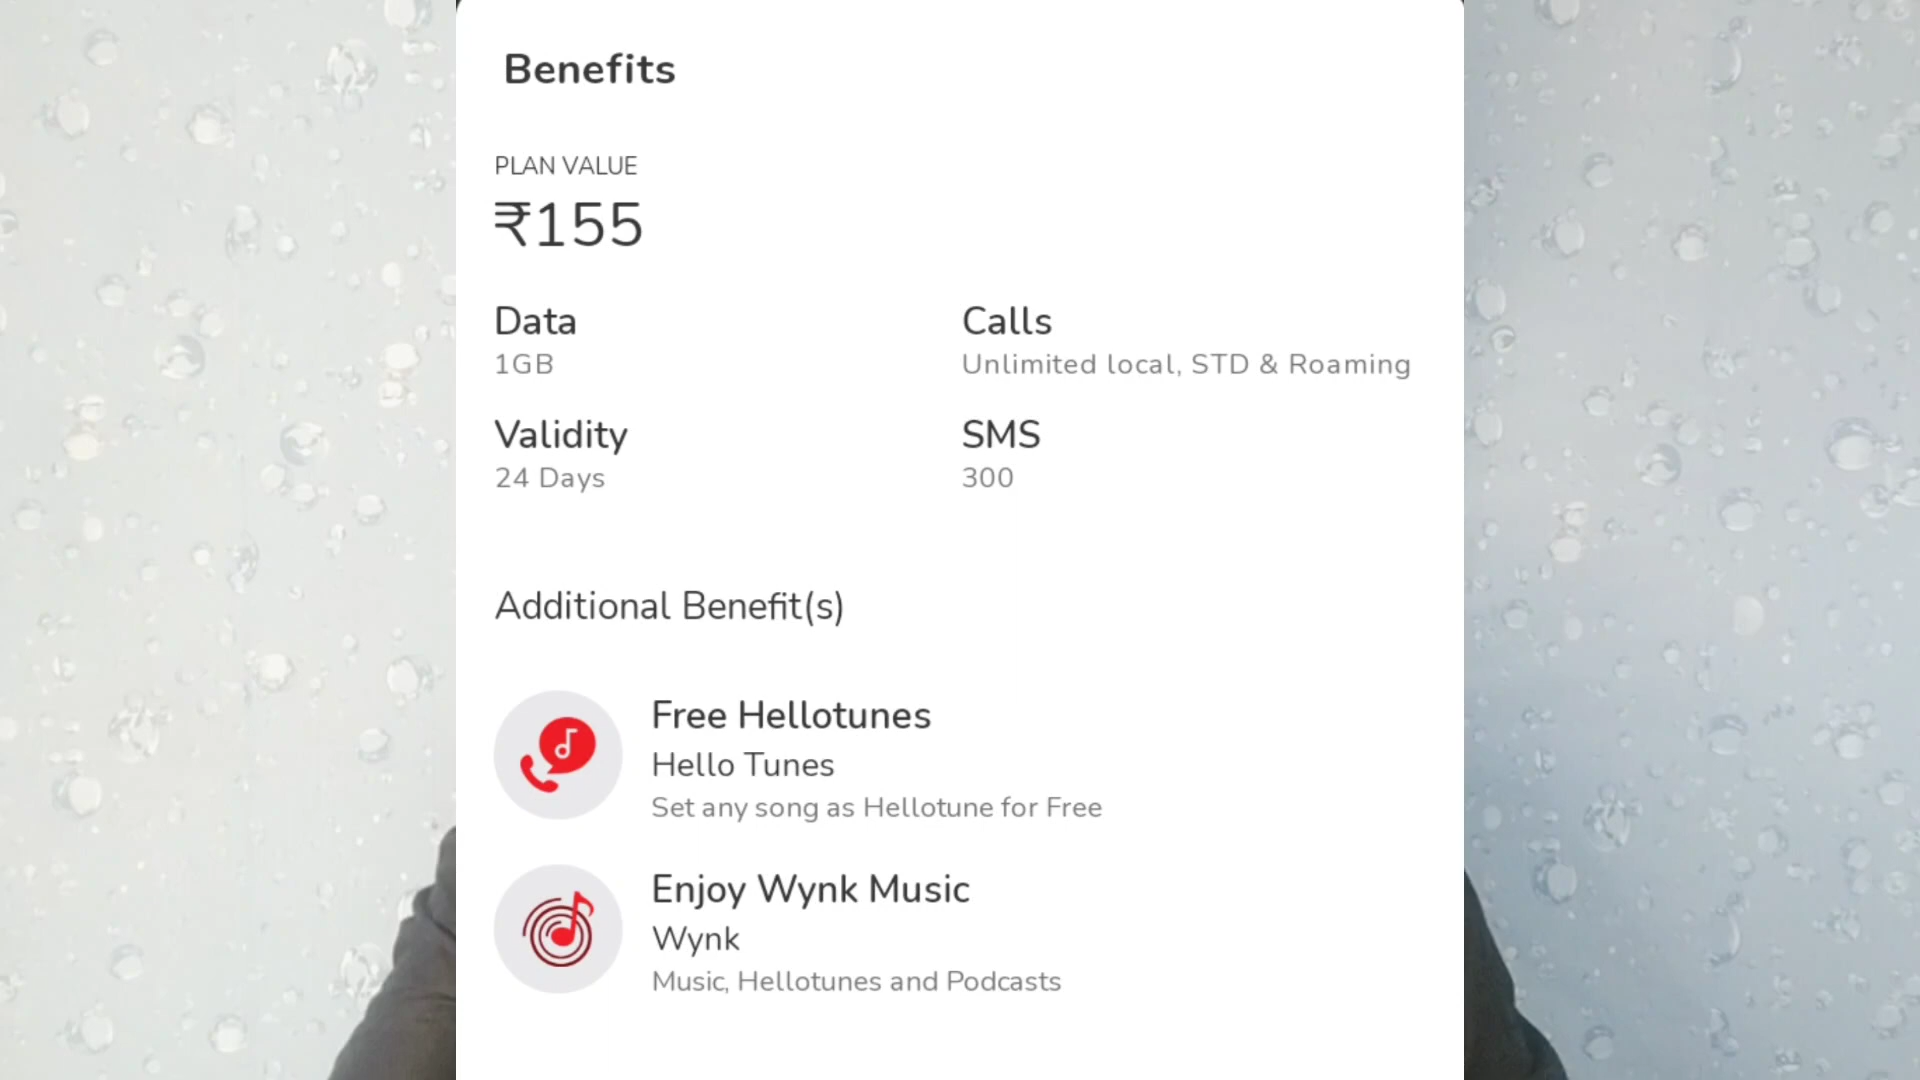 Benefits
PLAN VALUE
₹155
Data
1GB
Calls
Unlimited local, STD & Roaming
Validity
24 Days
SMS
300
Additional Benefit(s)
Free Hellotunes
Hello Tunes
Set any song as Hellotune for Free
Enjoy Wynk Music
Wynk
Music, Hellotunes and Podcasts